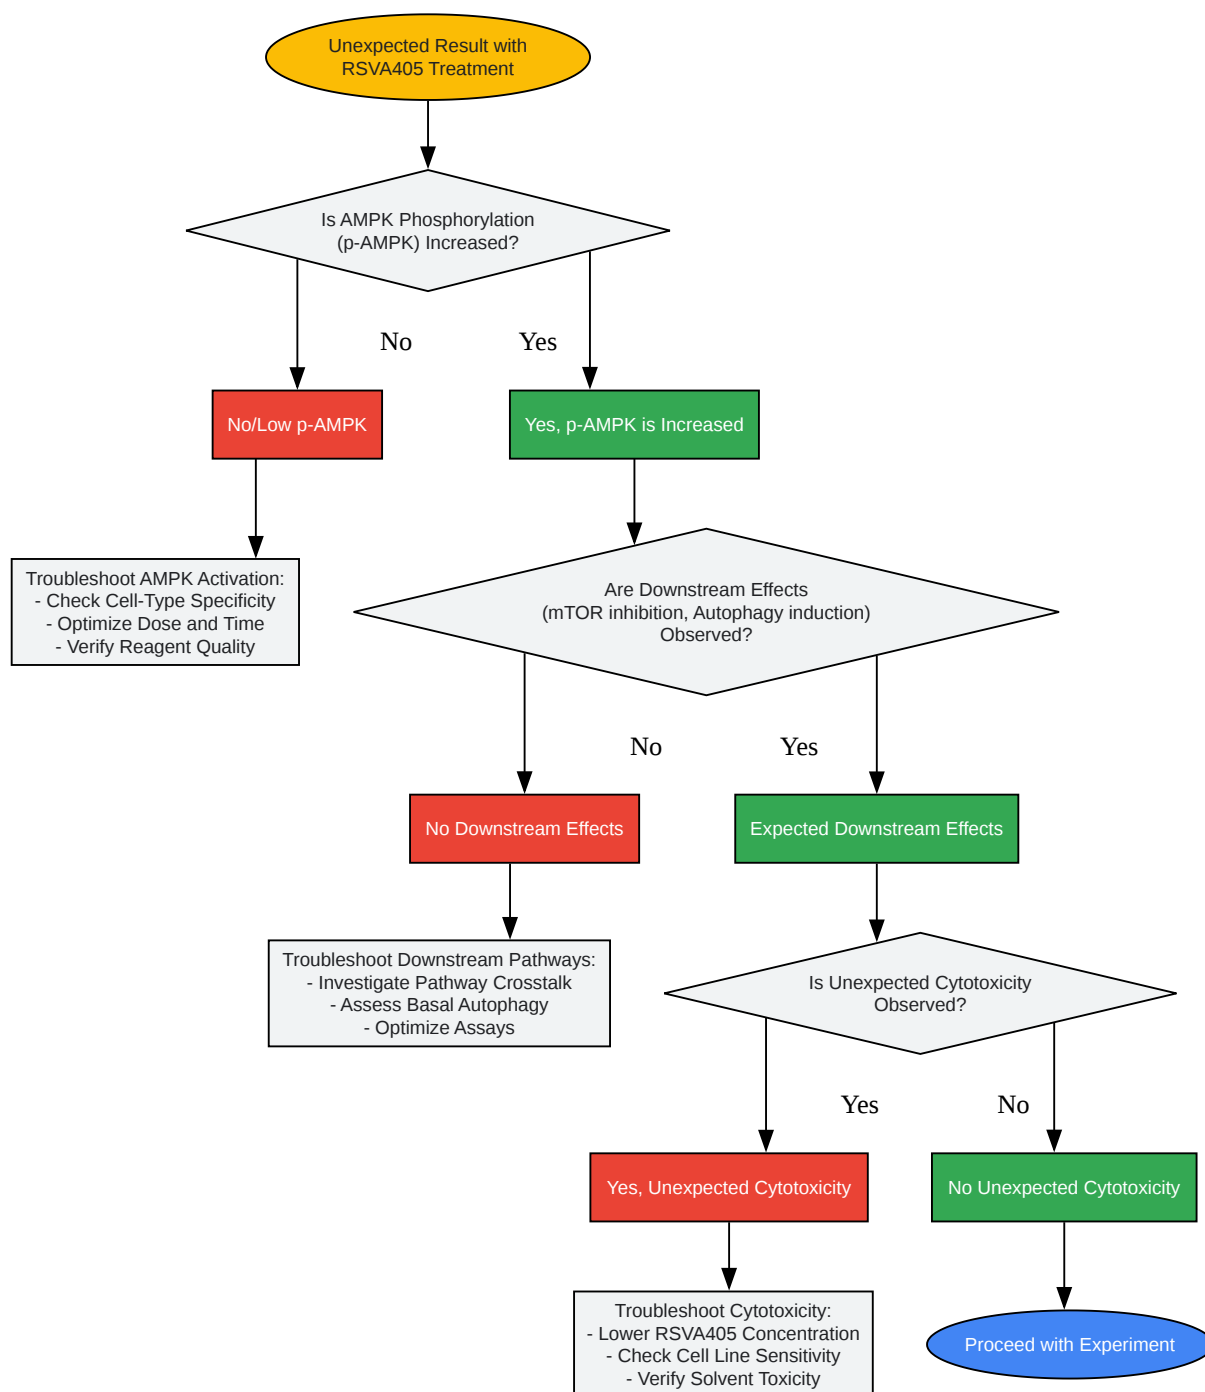 Unexpected Result with
RSVA405 Treatment
Is AMPK Phosphorylation
(p-AMPK) Increased?
No
Yes
No/Low p-AMPK
Yes, p-AMPK is Increased
Troubleshoot AMPK Activation:
- Check Cell-Type Specificity
- Optimize Dose and Time
- Verify Reagent Quality
Are Downstream Effects
(mTOR inhibition, Autophagy induction)
Observed?
No
Yes
No Downstream Effects
Expected Downstream Effects
Troubleshoot Downstream Pathways:
- Investigate Pathway Crosstalk
- Assess Basal Autophagy
- Optimize Assays
Is Unexpected Cytotoxicity
Observed?
Yes
No
Yes, Unexpected Cytotoxicity
No Unexpected Cytotoxicity
Troubleshoot Cytotoxicity:
- Lower RSVA405 Concentration
- Check Cell Line Sensitivity
- Verify Solvent Toxicity
Proceed with Experiment